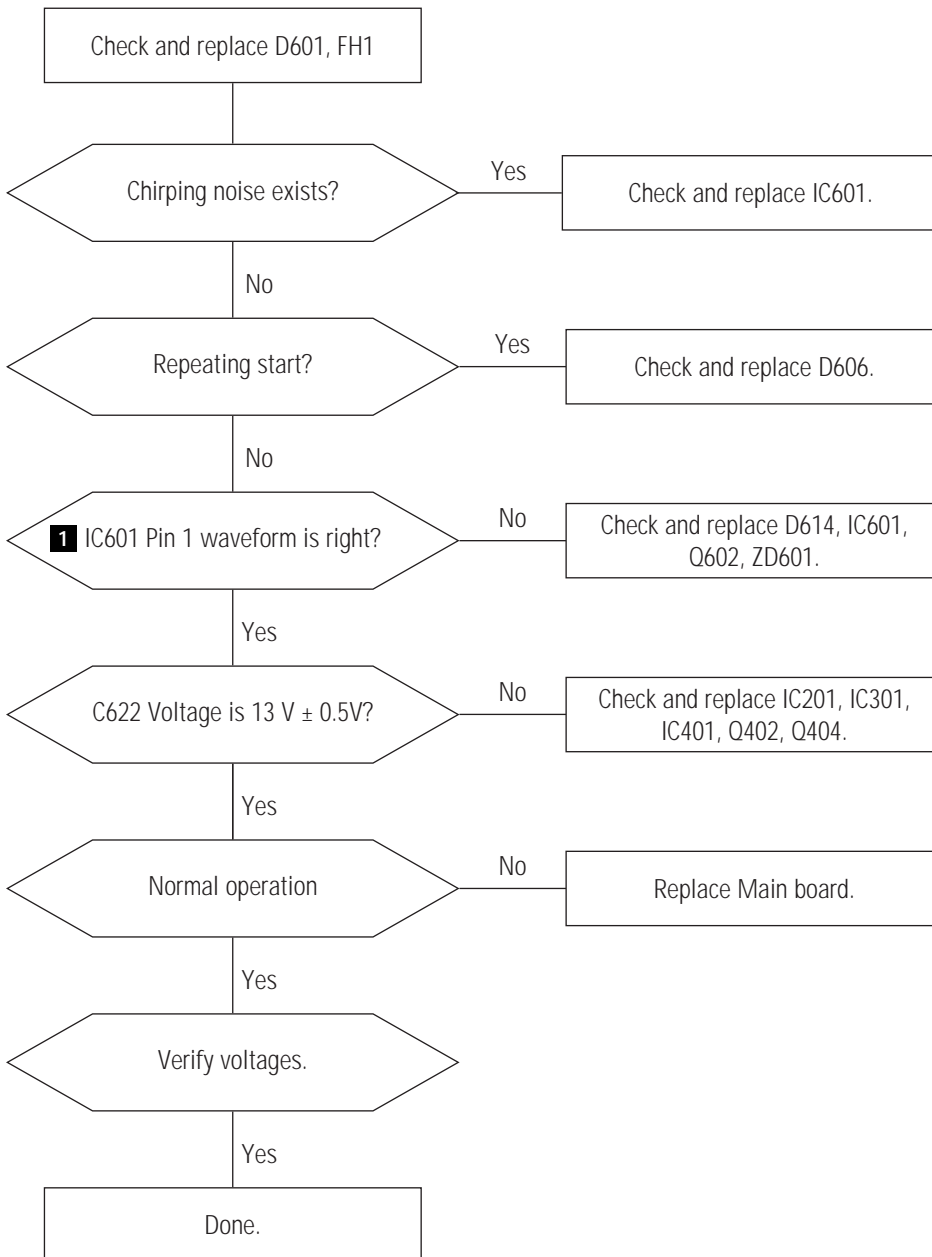 Check and replace D601, FH1
Chirping noise exists?
Yes
Check and replace IC601.
No
Repeating start?
Yes
Check and replace D606.
No
1 IC601 Pin 1 waveform is right?
No
Check and replace D614, IC601,
Q602, ZD601.
Yes
C622 Voltage is 13 V ± 0.5V?
No
Check and replace IC201, IC301,
IC401, Q402, Q404.
Yes
Normal operation
No
Replace Main board.
Yes
Verify voltages.
Yes
Done.